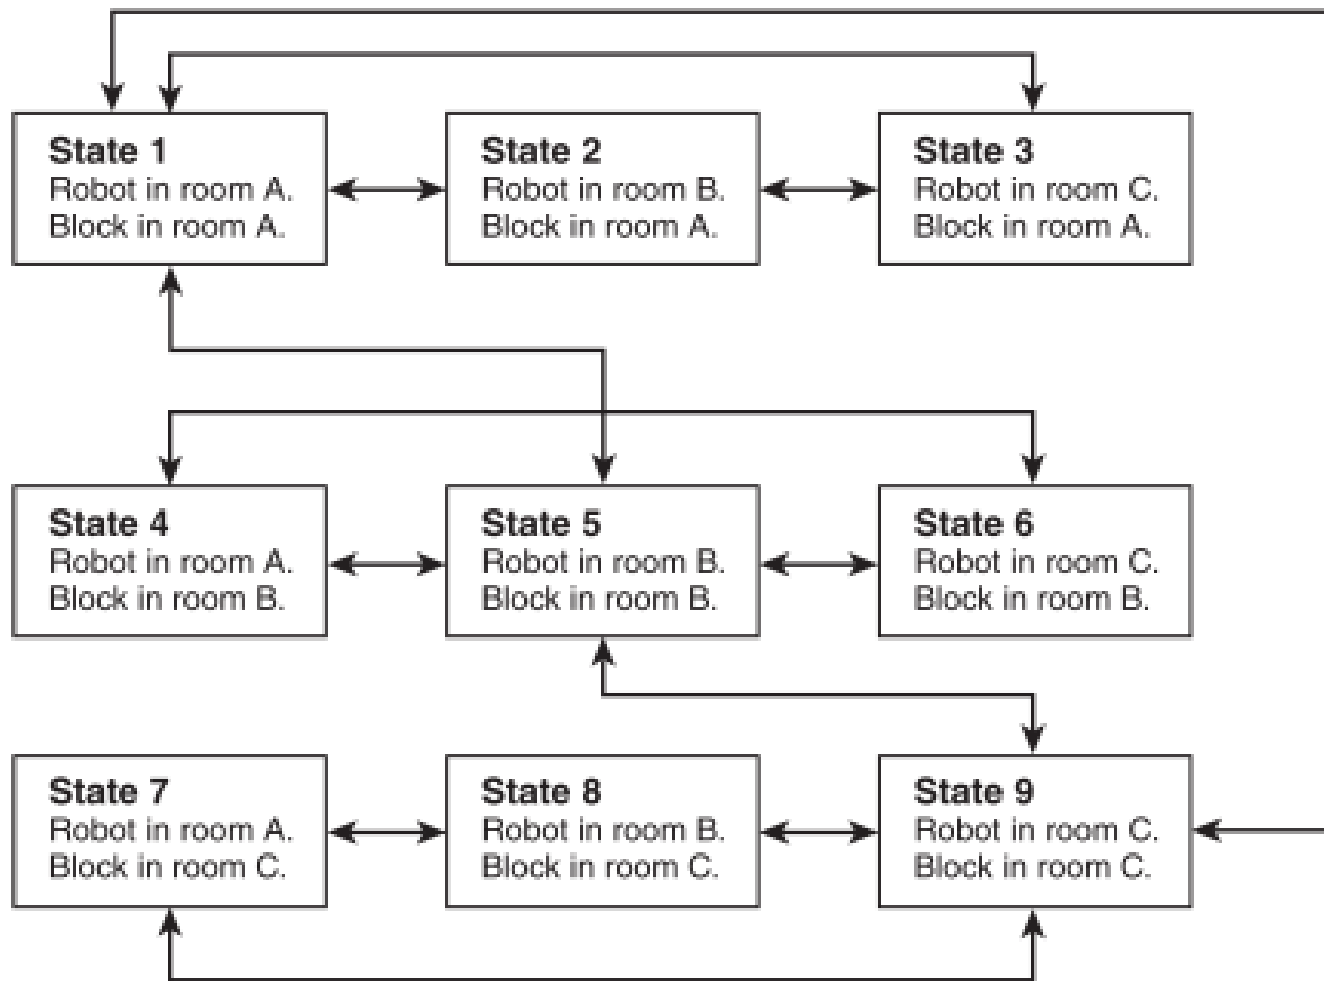 State 1
Robot in room A.
Block in room A.
State 2
Robot in room B.
Block in room A.
State 3
Robot in room C.
Block in room A.
State 4
Robot in room A.
Block in room B.
State 5
Robot in room B.
Block in room B.
State 6
Robot in room C.
Block in room B.
State 7
Robot in room A.
Block in room C.
State 8
Robot in room B.
Block in room C.
State 9
Robot in room C.
Block in room C.